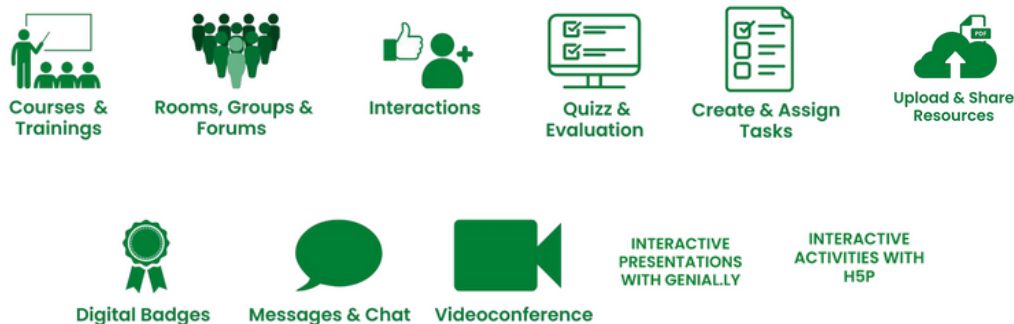 Courses &
Trainings
Rooms, Groups &
Forums
Interactions
Quizz &
Evaluation
Create & Assign
Tasks
PDF
Upload & Share
Resources
Digital Badges
Messages & Chat
Videoconference
INTERACTIVE
PRESENTATIONS
WITH GENIAL.LY
INTERACTIVE
ACTIVITIES WITH
H5P